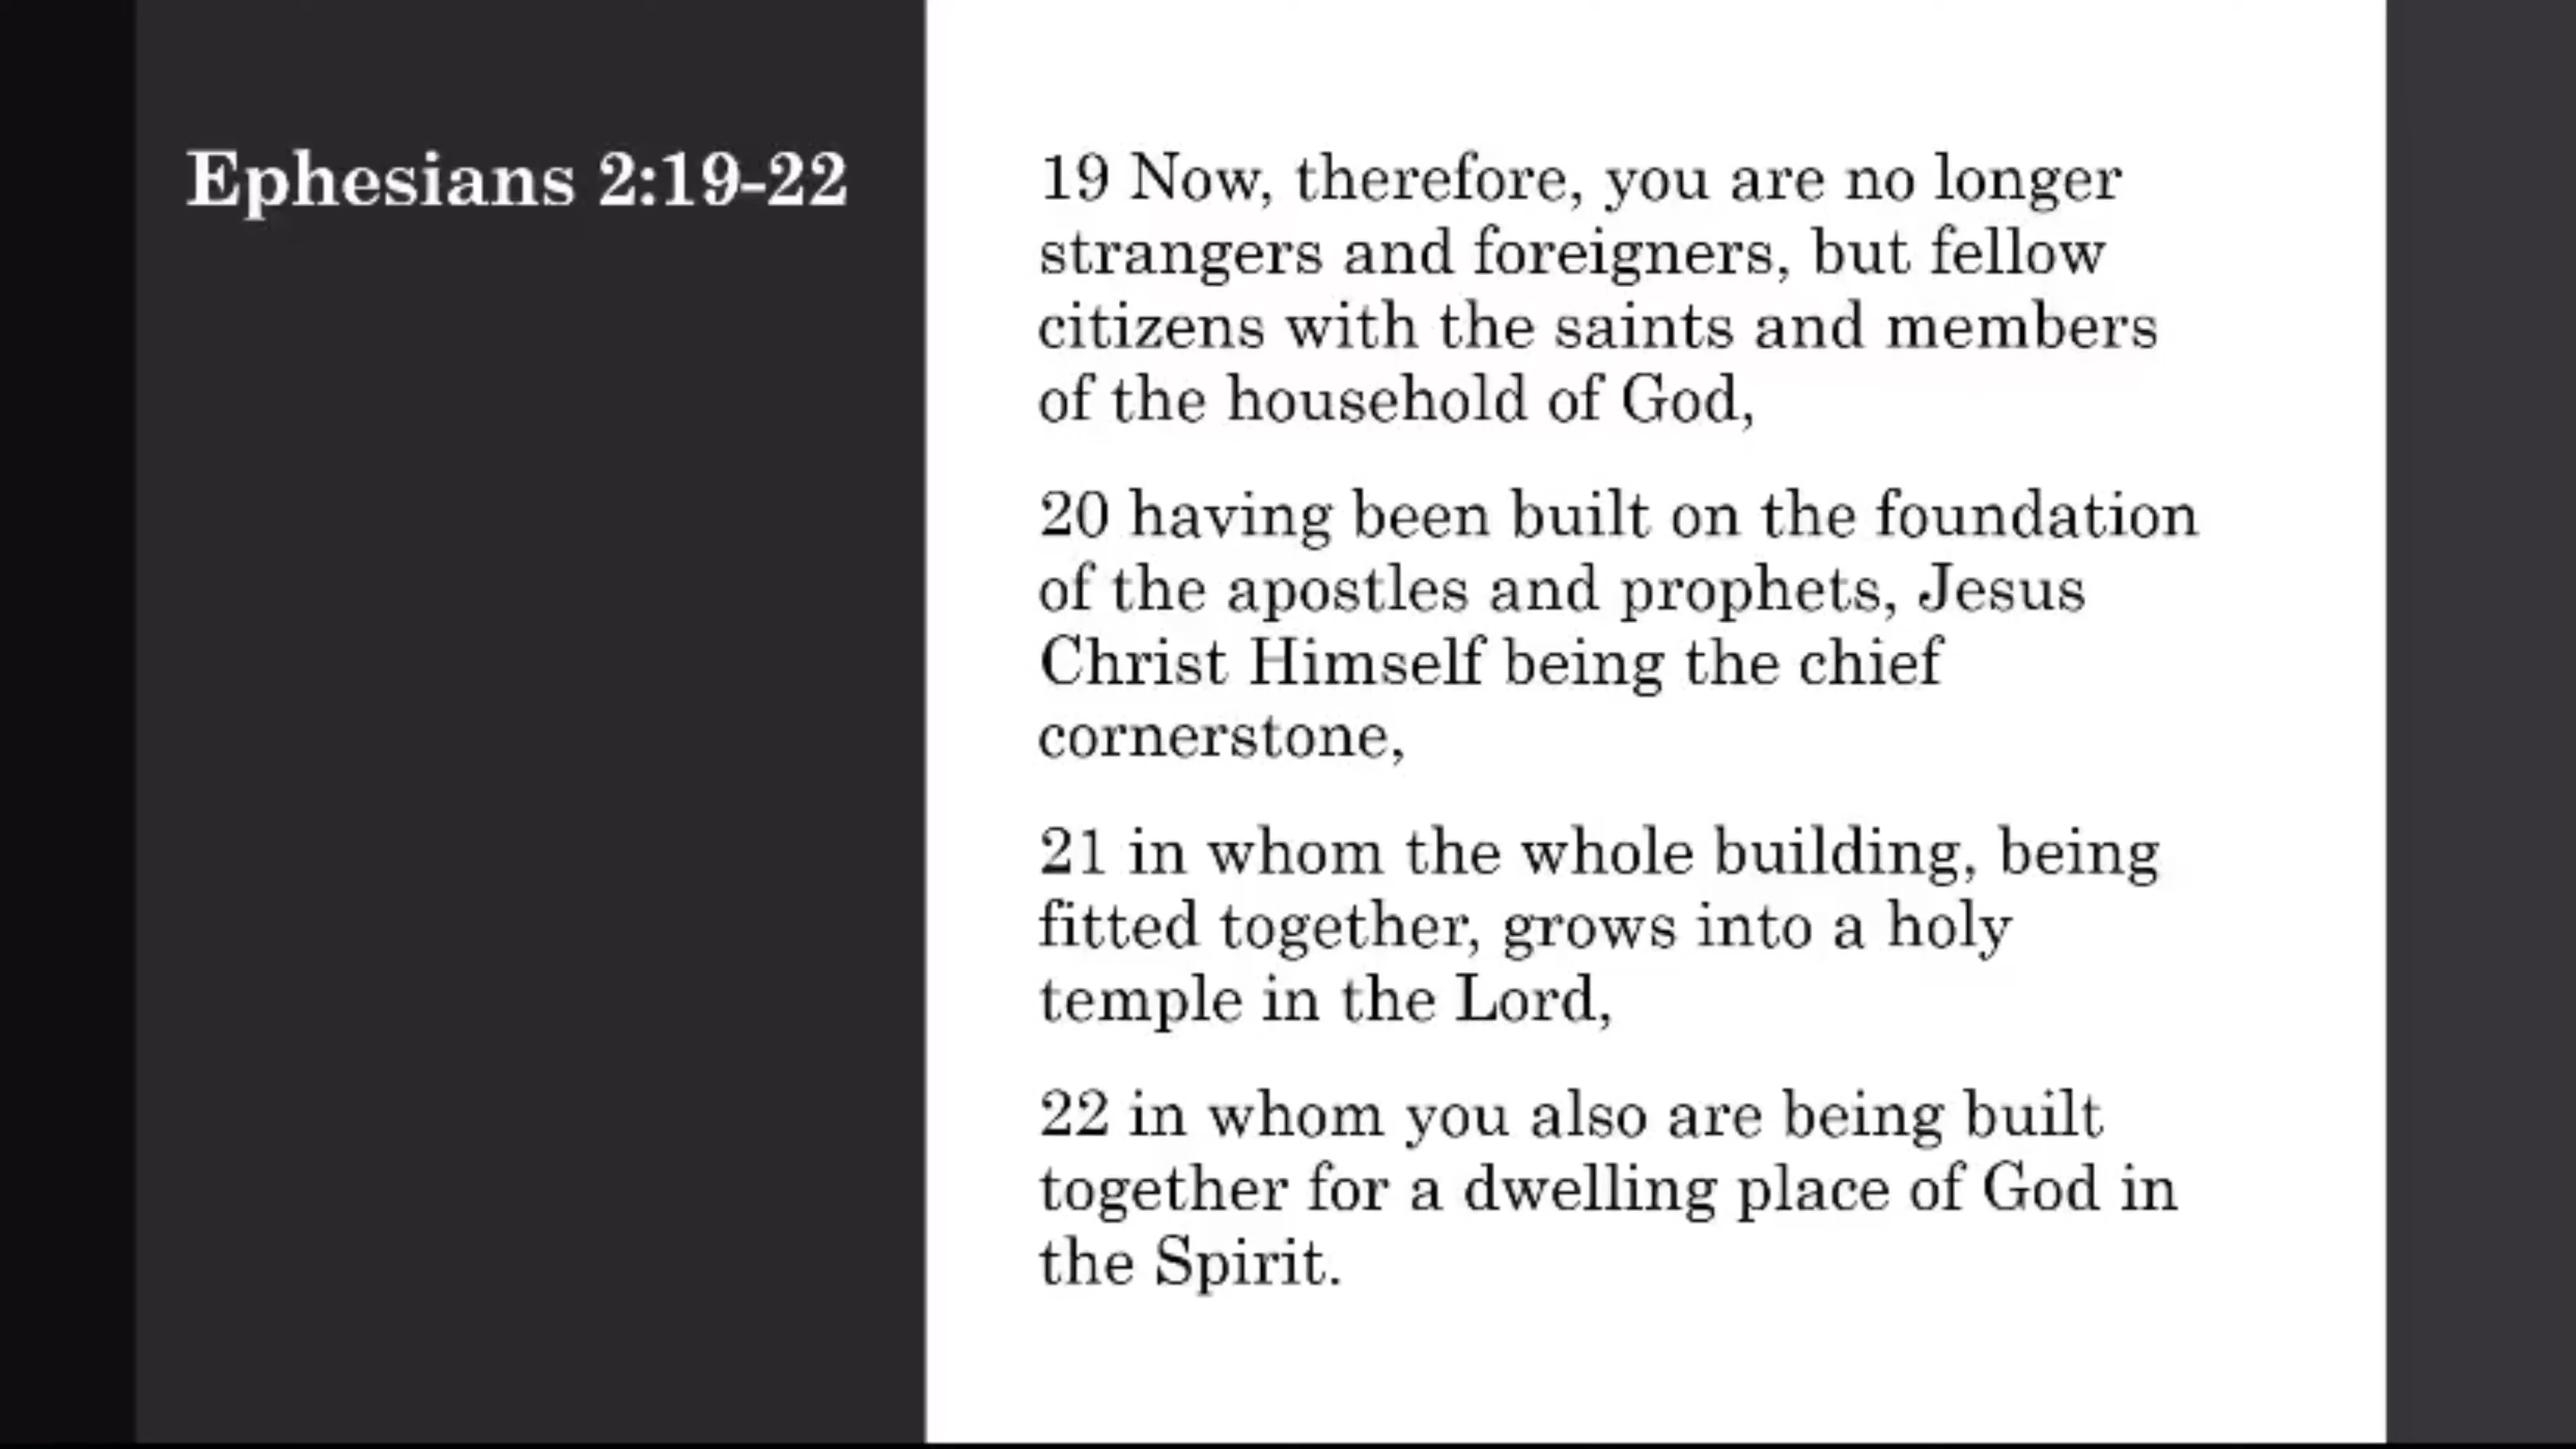 Ephesians 2:19-22
19 Now, therefore, you are no longer
strangers and foreigners, but fellow
citizens with the saints and members
of the household of God,
20 having been built on the foundation
of the apostles and prophets, Jesus
Christ Himself being the chief
cornerstone,
21 in whom the whole building, being
fitted together, grows into a holy
temple in the Lord,
22 in whom you also are being built
together for a dwelling place of God in
the Spirit.